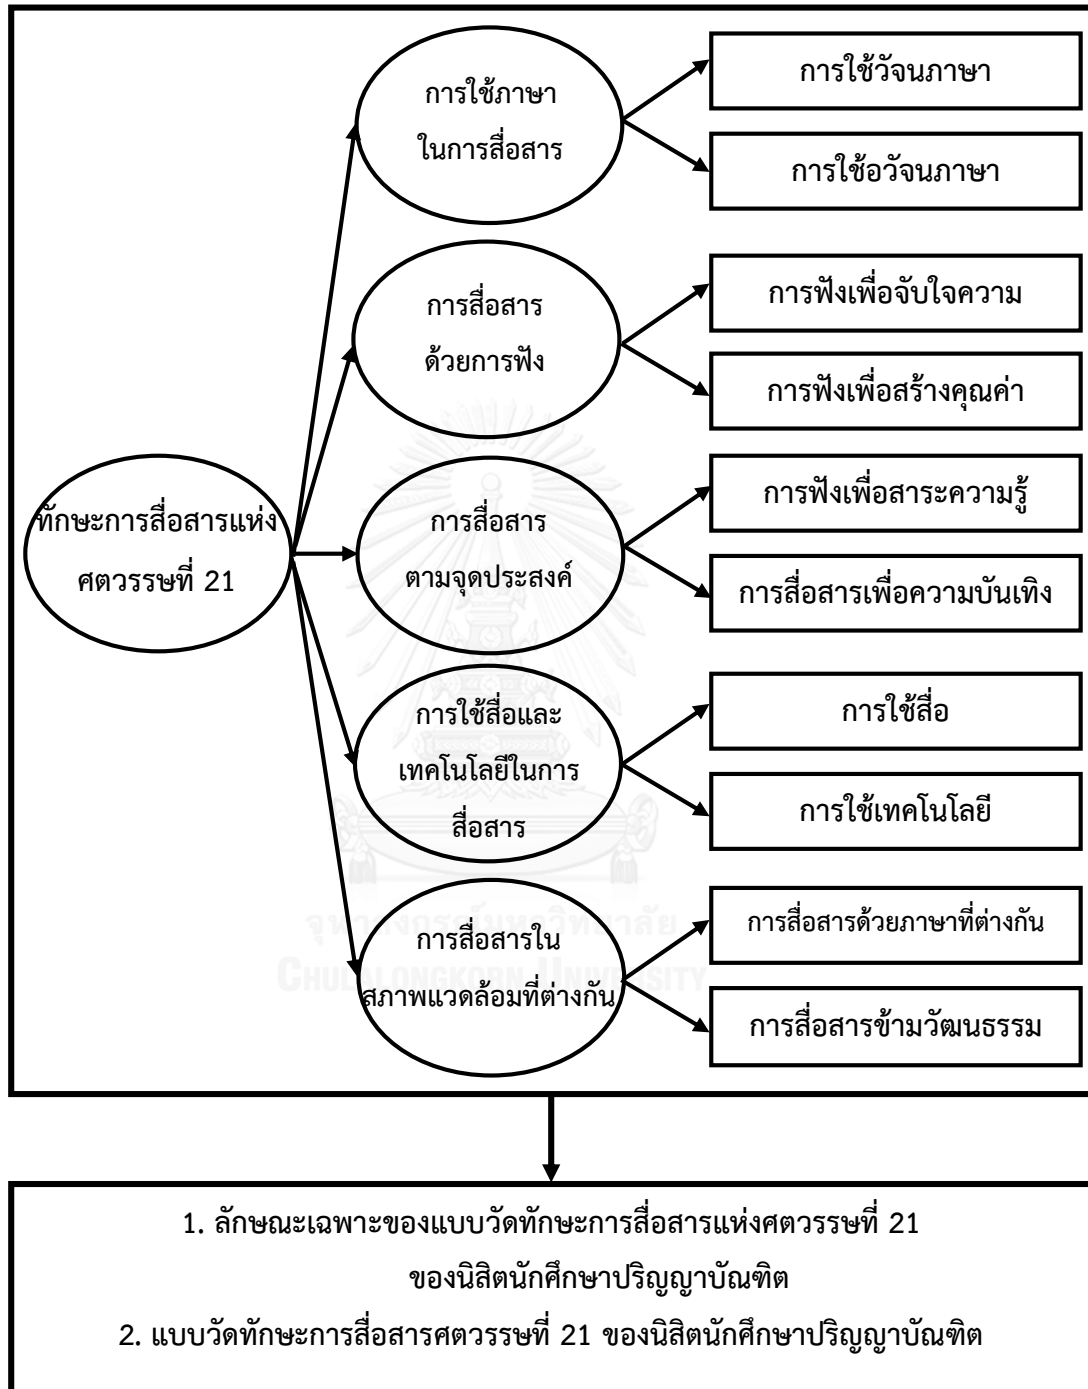 การใช้ภาษา
ในการสื่อสาร
การใช้วัจนภาษา
การใช้อวัจนภาษา
การสื่อสาร
ด้วยการฟัง
การฟังเพื่อจับใจความ
การฟังเพื่อสร้างคุณค่า
ทักษะการสื่อสารแห่ง
ศตวรรษที่ 21
การสื่อสาร
ตามจุดประสงค์
การฟังเพื่อสาระความรู้
การสื่อสารเพื่อความบันเทิง
การใช้สื่อและ
เทคโนโลยีในการ
สื่อสาร
การใช้สื่อ
การใช้เทคโนโลยี
การสื่อสารใน
สภาพแวดล้อมที่ต่างกัน
การสื่อสารด้วยภาษาที่ต่างกัน
การสื่อสารข้ามวัฒนธรรม
จุฬาลงกรณ์มหาวิทยาลัย
CHULALONGKORN UNIVERSITY
1. ลักษณะเฉพาะของแบบวัดทักษะการสื่อสารแห่งศตวรรษที่ 21
ของนิสิตนักศึกษาปริญญาบัณฑิต
2. แบบวัดทักษะการสื่อสารศตวรรษที่ 21 ของนิสิตนักศึกษาปริญญาบัณฑิต